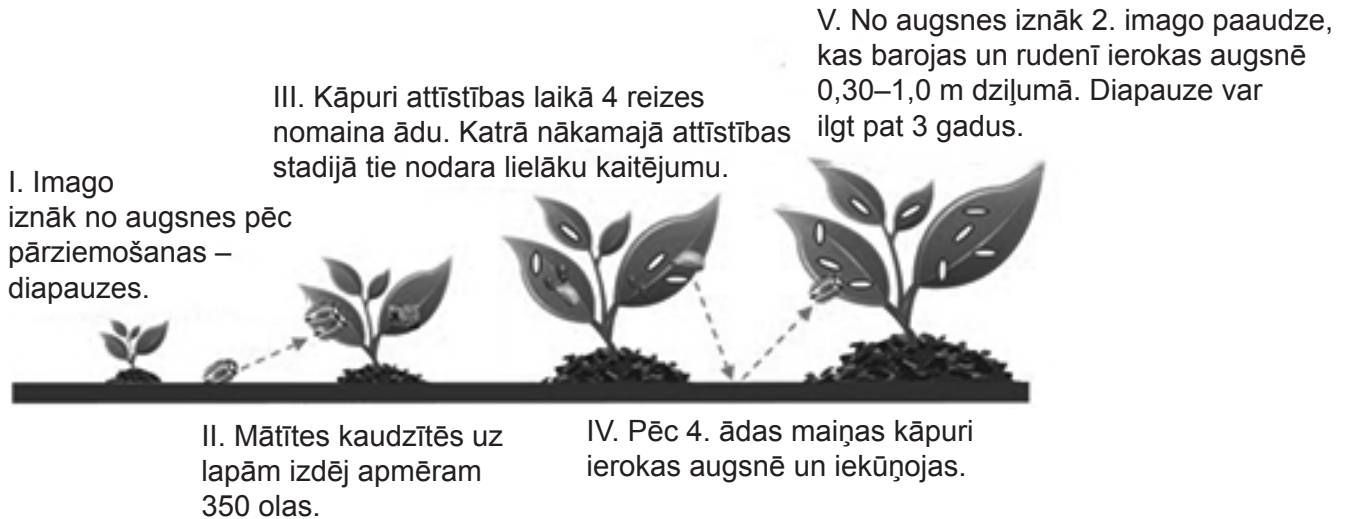 I. Imago
iznāk no augsnes pēc
pārziemošanas –
diapauzes.
II. Mātītes kaudzītēs uz
lapām izdēj apmēram
350 olas.
III. Kāpuri attīstības laikā 4 reizes
nomaina ādu. Katrā nākamajā attīstības
stadijā tie nodara lielāku kaitējumu.
IV. Pēc 4. ādas maiņas kāpuri
ierokas augsnē un iekūņojas.
V. No augsnes iznāk 2. imago paaudze,
kas barojas un rudenī ierokas augsnē
0,30–1,0 m dziļumā. Diapauze var
ilgt pat 3 gadus.